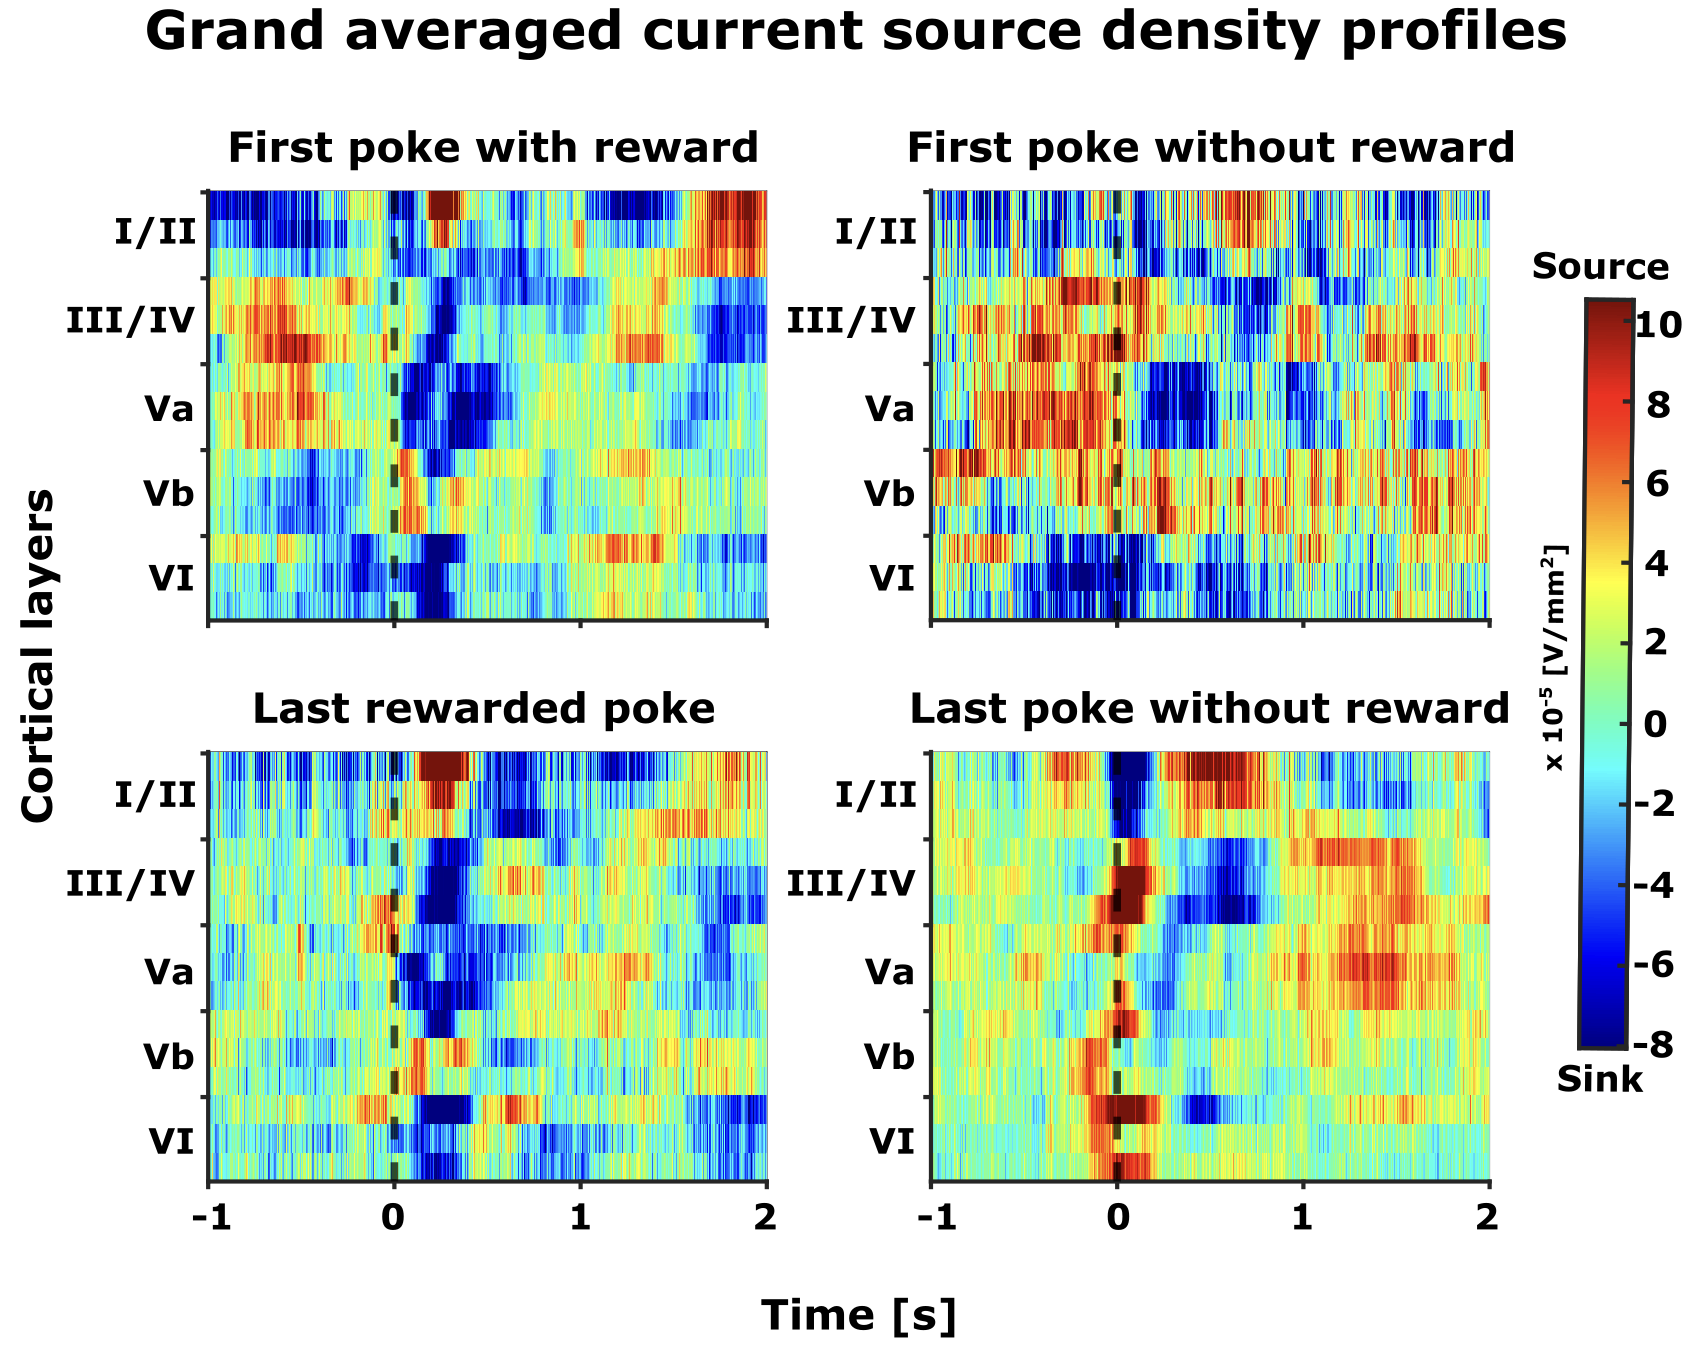 Grand averaged current source density profiles
First poke with reward
First poke without reward
I/II
III/IV
Va
Vb
VI
I/II
III/IV
Va
Vb
VI
Last rewarded poke
Last poke without reward
I/II
III/IV
Va
Vb
VI
-1
0
1
2
I/II
III/IV
Va
Vb
VI
-1
0
1
2
Cortical layers
Time [s]
Source
10
8
6
4
2
0
-2
-4
-6
-8
Sink
x 10⁻⁵ [V/mm²]